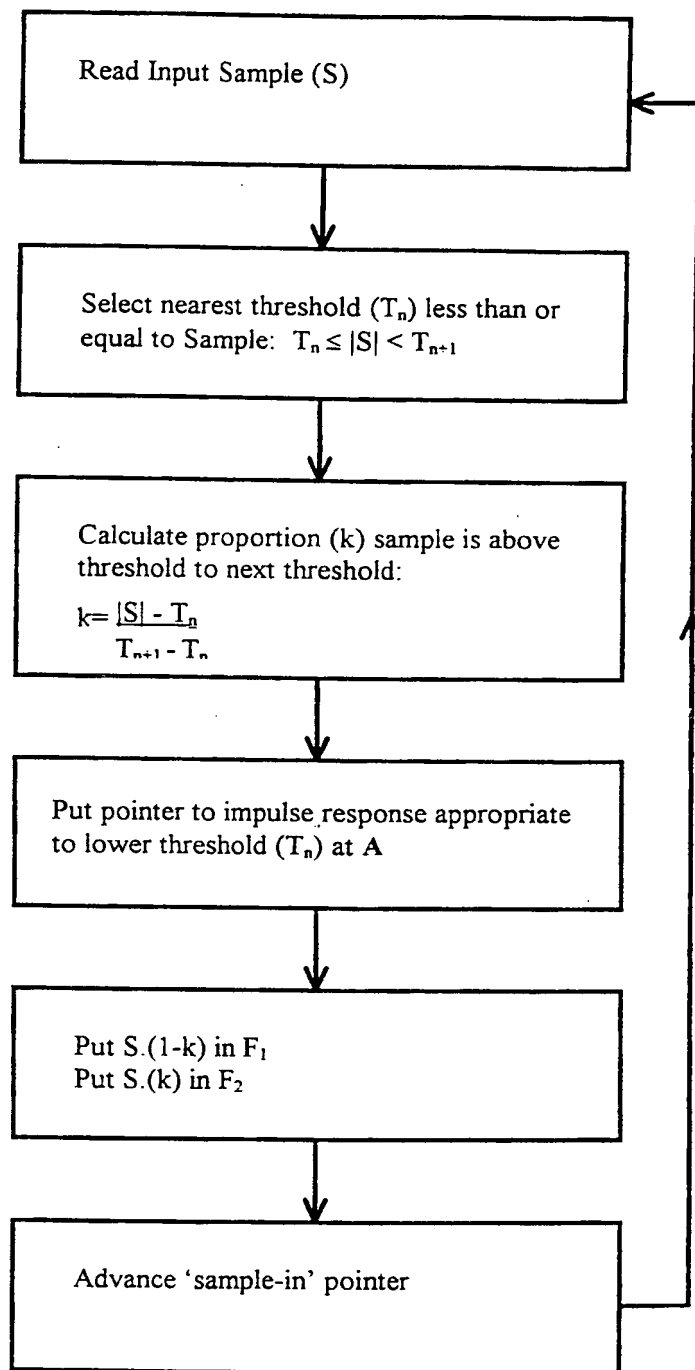 Read Input Sample (S)
Select nearest threshold (Tₙ) less than or
equal to Sample: Tₙ ≤ |S| < Tₙ₊₁
Calculate proportion (k) sample is above
threshold to next threshold:
k= |S| - Tₙ
Tₙ₊₁ - Tₙ
Put pointer to impulse response appropriate
to lower threshold (Tₙ) at A
Put S.(1-k) in F₁
Put S.(k) in F₂
Advance ‘sample-in’ pointer